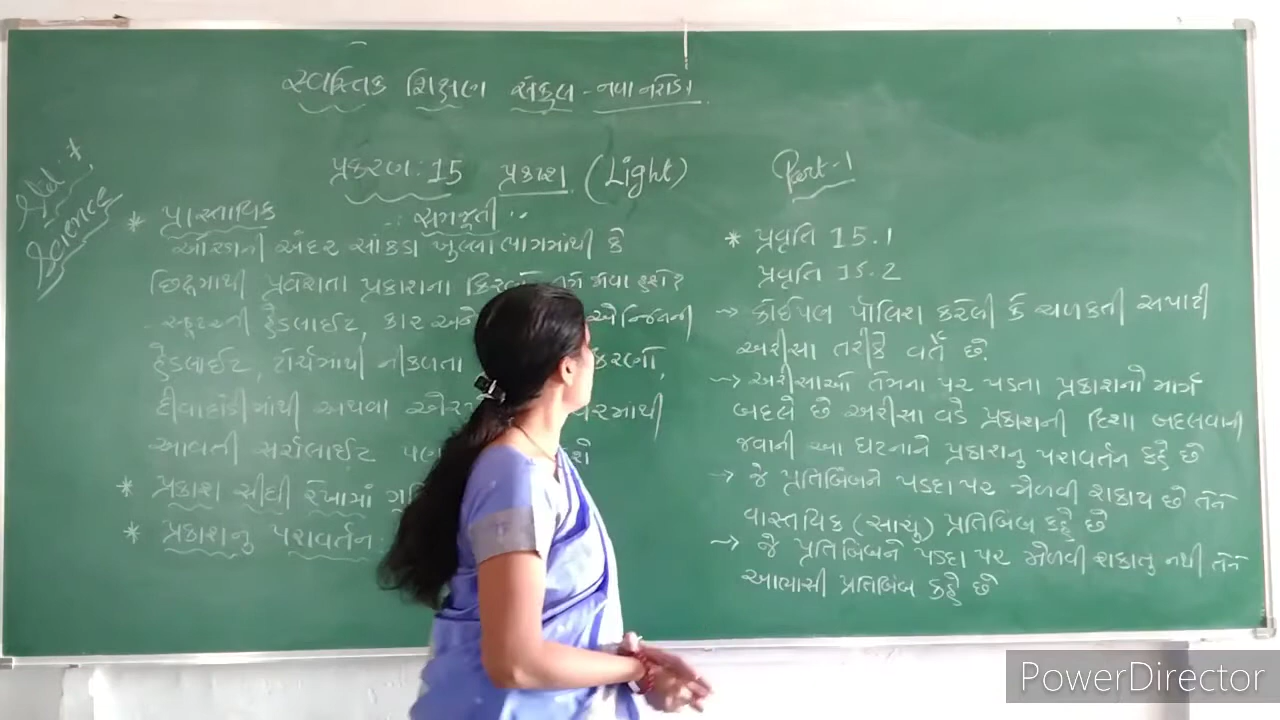 સ્વસ્તિક શિક્ષણ સંકુલ - નવા નરોડા
Std : 7,
Science
પ્રકરણ : 15 પ્રકાશ (Light)
Part-1
સમજૂતી
* પ્રાસ્તાવિક
ઓરડાની અંદર સાંકડા ખુલ્લા ભાગમાંથી કે
છિદ્રમાથી પ્રવેશતા પ્રકાશના
સ્કૂટરની હેડલાઈટ, કાર અને એન્જિનની
હેડલાઈટ, ટોર્ચમાથી નીકળતા
દીવાદાંડીમાંથી અથવા
આવતી સર્ચલાઈટ પણ
* પ્રકાશ સીધી રેખામાં
* પ્રકાશનુ પરાવર્તન
* પ્રવૃતિ 15.1
પ્રવૃતિ 15.2
→ કોઈપણ પૉલિશ કરેલી કે ચળકતી સપાટી
અરીસા તરીકે વર્તે છે.
→ અરીસાઓ તેમના પર પડતા પ્રકાશનો માર્ગ
બદલે છે અરીસા વડે પ્રકાશની દિશા બદલવાની
જવાની આ ઘટનાને પ્રકાશનુ પરાવર્તન કહે છે
→ જે પ્રતિબિંબને પડદા પર મેળવી શકાય છે તેને
વાસ્તવિક (સાચુ) પ્રતિબિંબ કહે છે
→ જે પ્રતિબિંબને પડદા પર મેળવી શકાતુ નથી તેને
આભાસી પ્રતિબિંબ કહે છે
PowerDirector